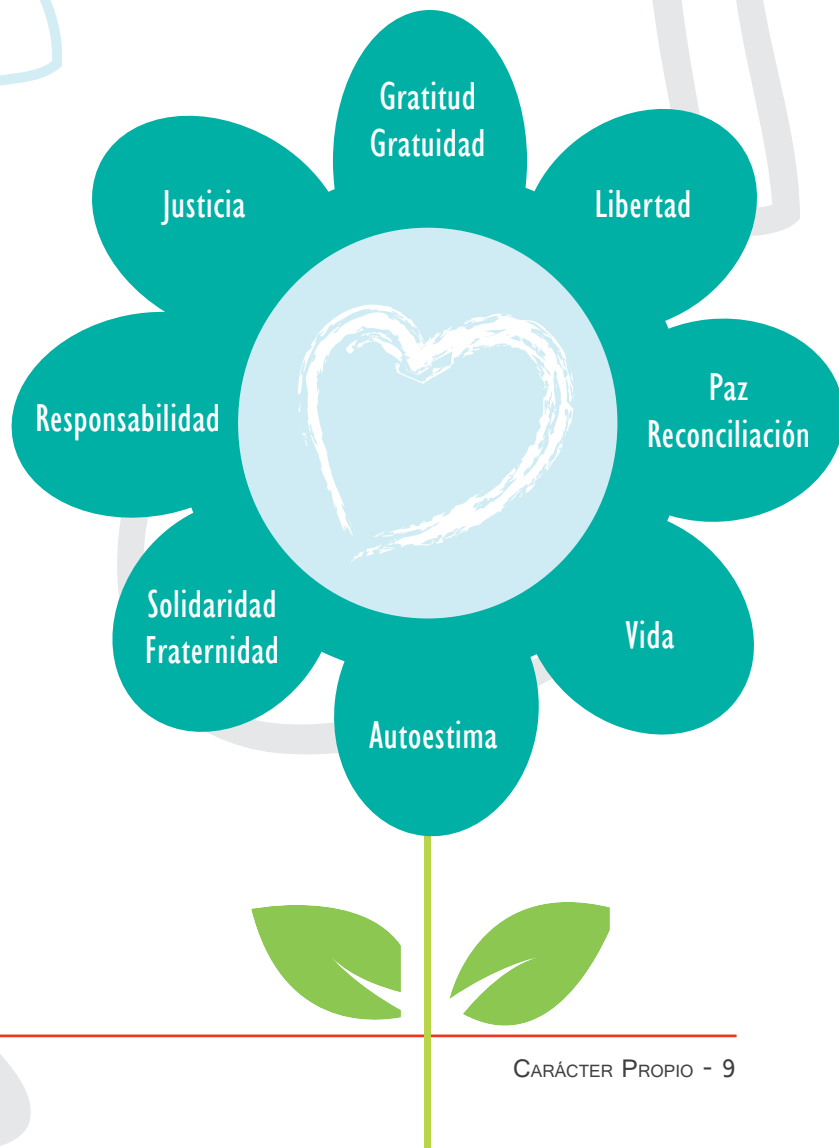 Gratitud
Gratuidad
Justicia
Libertad
Responsabilidad
Paz
Reconciliación
Solidaridad
Fraternidad
Vida
Autoestima
CARÁCTER PROPIO - 9